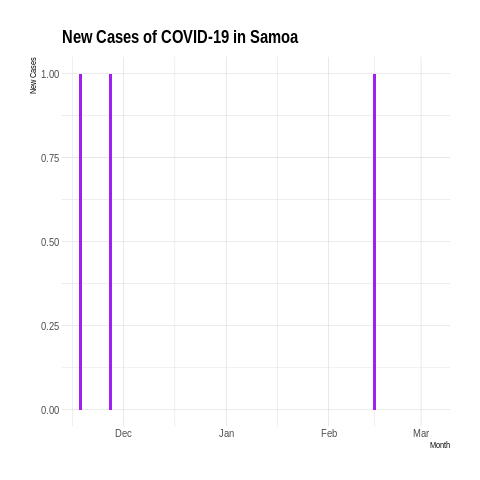 New Cases of COVID-19 in Samoa
New Cases
1.00
0.75
0.50
0.25
0.00
Dec
Jan
Feb
Mar
Month